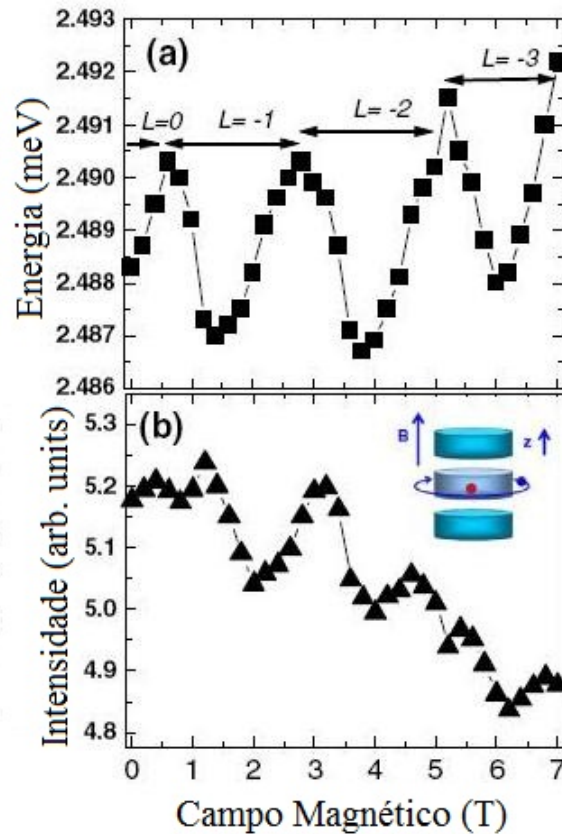 2.493
2.492
2.491
2.490
2.489
2.488
2.487
2.486
Energia (meV)
(a)
L=0
L= -1
L= -2
L= -3
5.3
5.2
5.1
5.0
4.9
4.8
Intensidade (arb. units)
(b)
B
z
0 1 2 3 4 5 6 7
Campo Magnético (T)